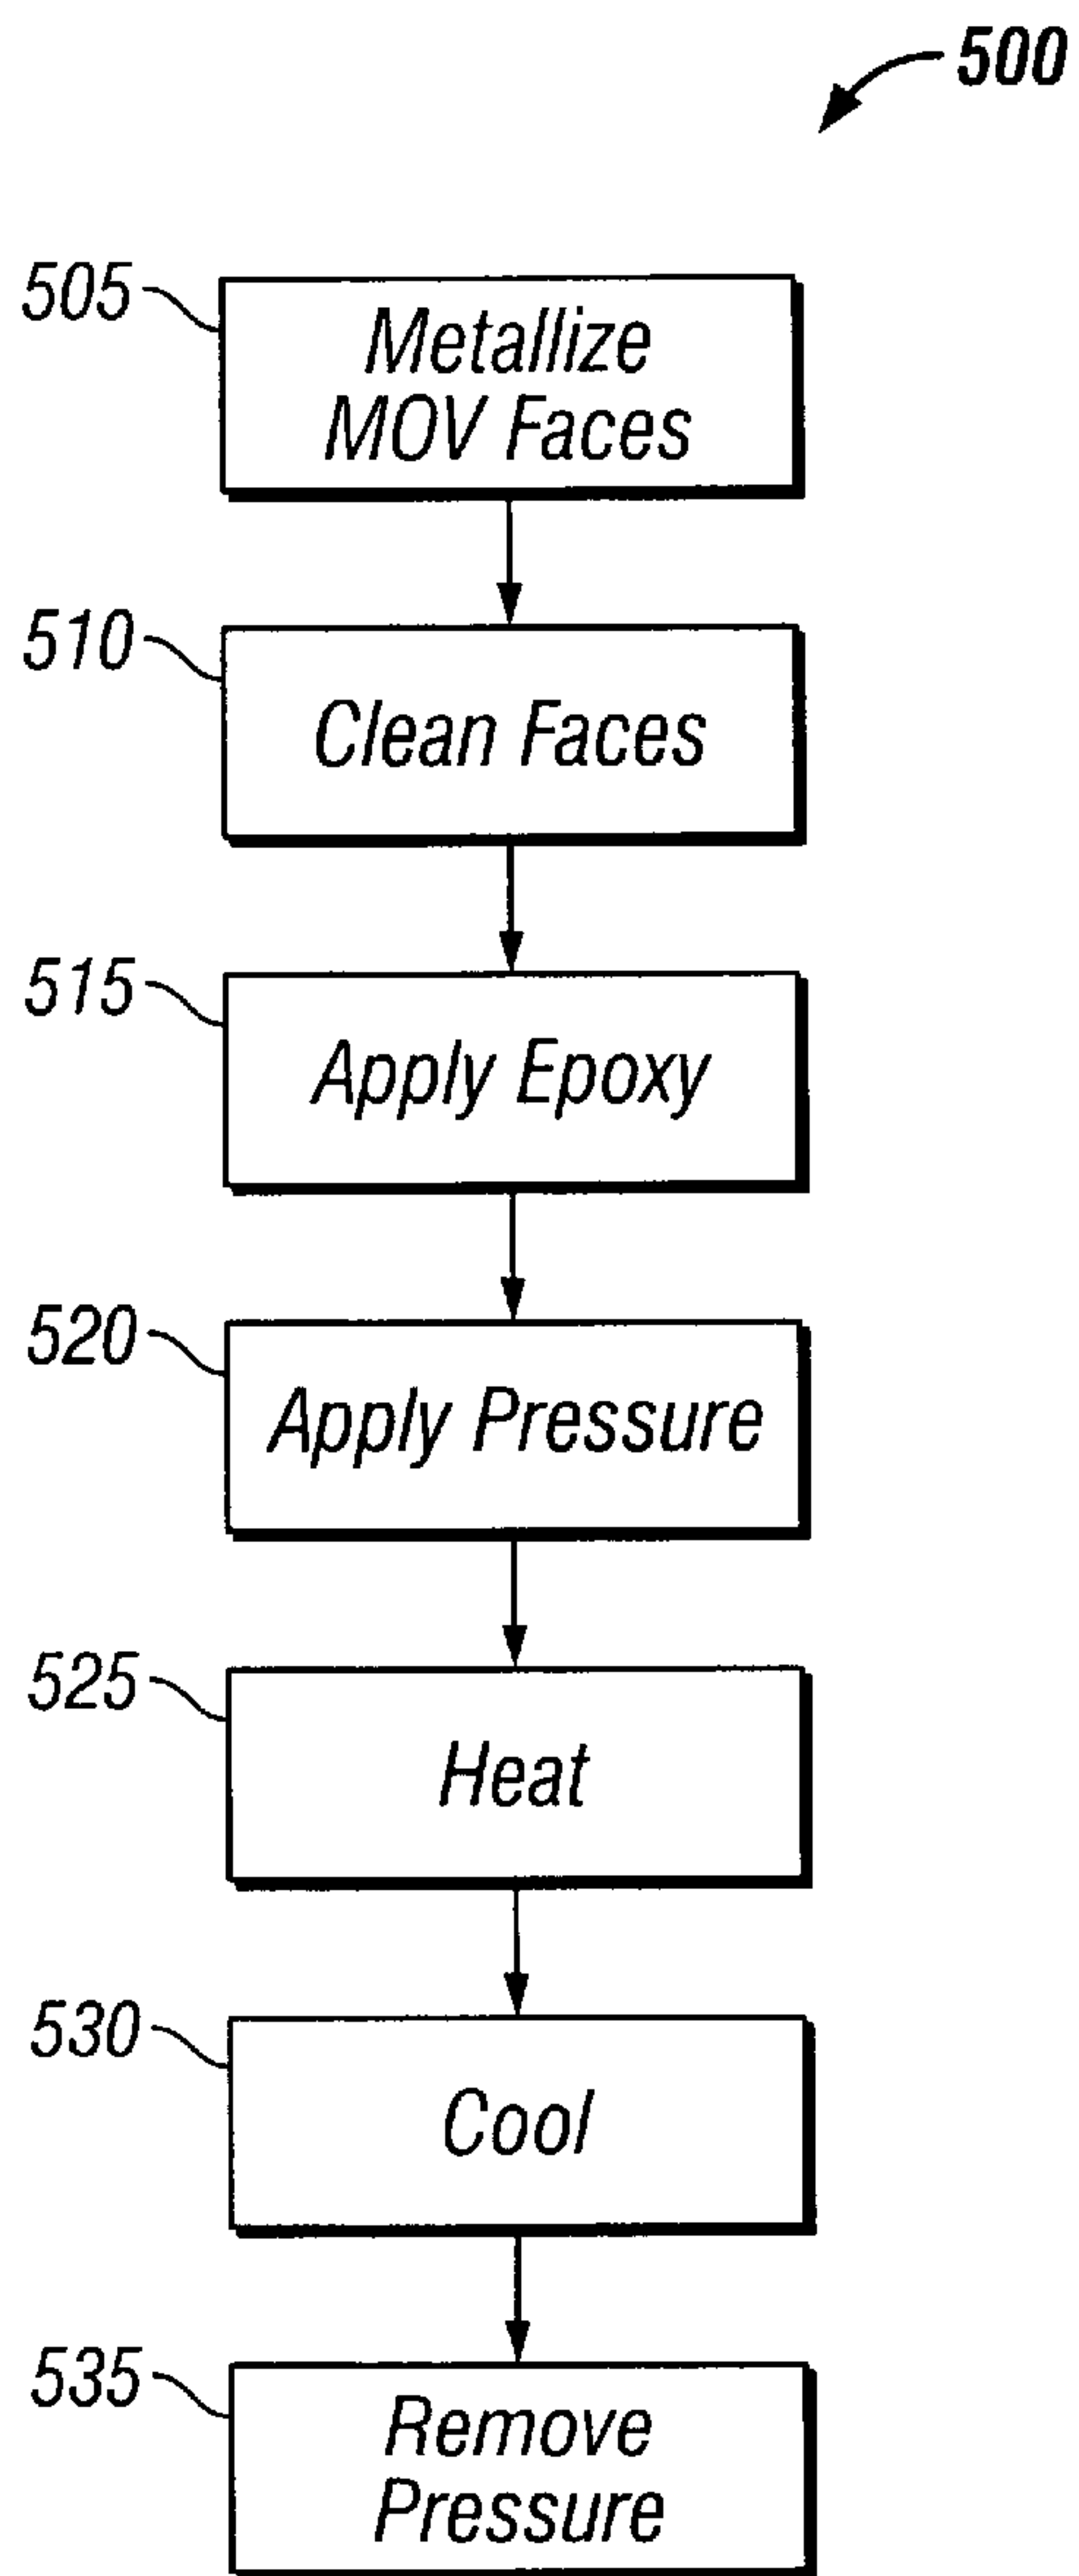 500
505
Metallize
MOV Faces
510
Clean Faces
515
Apply Epoxy
520
Apply Pressure
525
Heat
530
Cool
535
Remove
Pressure